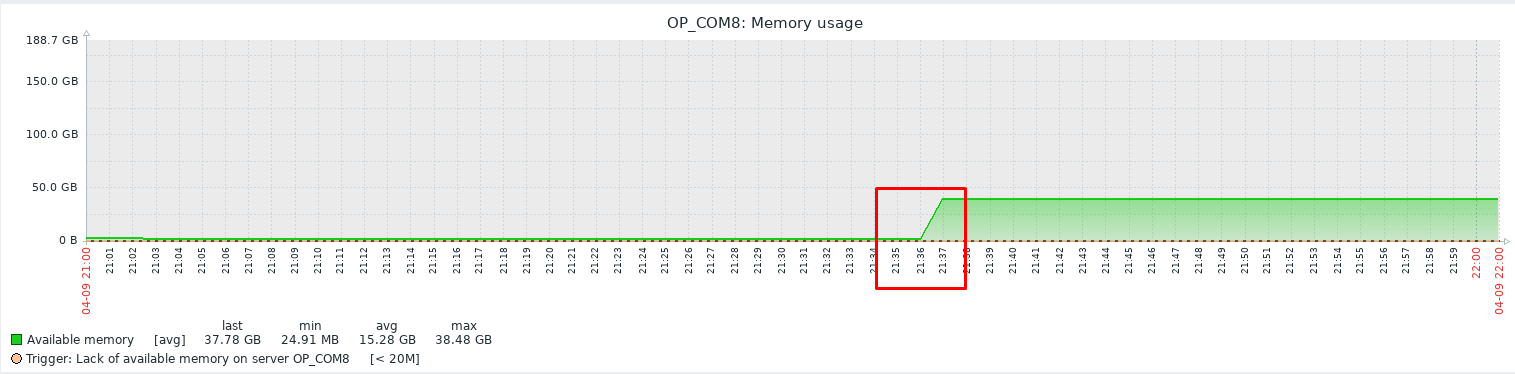 OP_COM8: Memory usage
188.7 GB
150.0 GB
100.0 GB
50.0 GB
0 B
04-09 21:00 21:01 21:02 21:03 21:04 21:05 21:06 21:07 21:08 21:09 21:10 21:11 21:12 21:13 21:14 21:15 21:16 21:17 21:18 21:19 21:20 21:21 21:22 21:23 21:24 21:25 21:26 21:27 21:28 21:29 21:30 21:31 21:32 21:33 21:34 21:35 21:36 21:37 21:38 21:39 21:40 21:41 21:42 21:43 21:44 21:45 21:46 21:47 21:48 21:49 21:50 21:51 21:52 21:53 21:54 21:55 21:56 21:57 21:58 21:59 22:00 04-09 22:00
last min avg max
Available memory [avg] 37.78 GB 24.91 MB 15.28 GB 38.48 GB
Trigger: Lack of available memory on server OP_COM8 [< 20M]